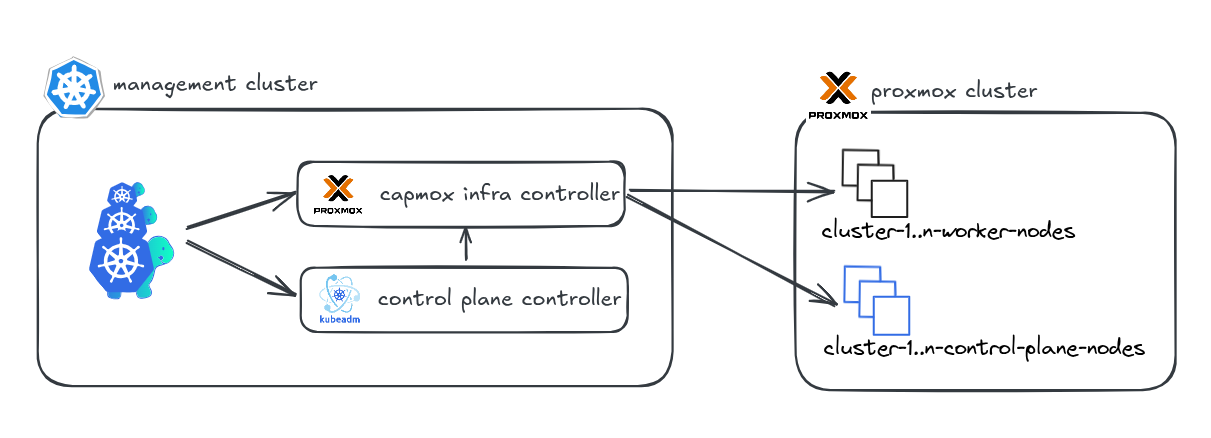 management cluster
PROXMOX
capmox infra controller
kubeadm
control plane controller
PROXMOX
proxmox cluster
cluster-1..n-worker-nodes
cluster-1..n-control-plane-nodes